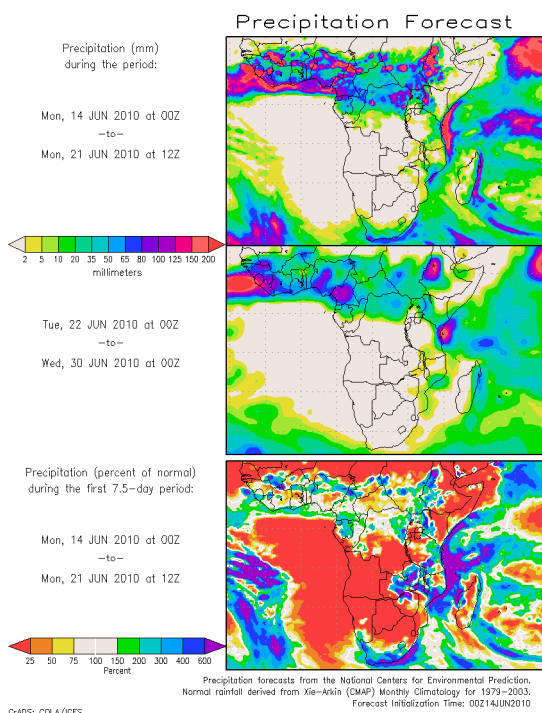 Precipitation Forecast
Precipitation (mm)
during the period:
Mon, 14 JUN 2010 at 00Z
-to-
Mon, 21 JUN 2010 at 12Z
2 5 10 20 35 50 65 80 100 125 150 200
millimeters
Tue, 22 JUN 2010 at 00Z
-to-
Wed, 30 JUN 2010 at 00Z
Precipitation (percent of normal)
during the first 7.5-day period:
Mon, 14 JUN 2010 at 00Z
-to-
Mon, 21 JUN 2010 at 12Z
25 50 75 100 150 200 300 400 600
Percent
Precipitation forecasts from the National Centers for Environmental Prediction.
Normal rainfall derived from Xie-Arkin (CMAP) Monthly Climatology for 1979-2003.
Forecast Initialization Time: 00Z14JUN2010
GrADS: COLA/IGES